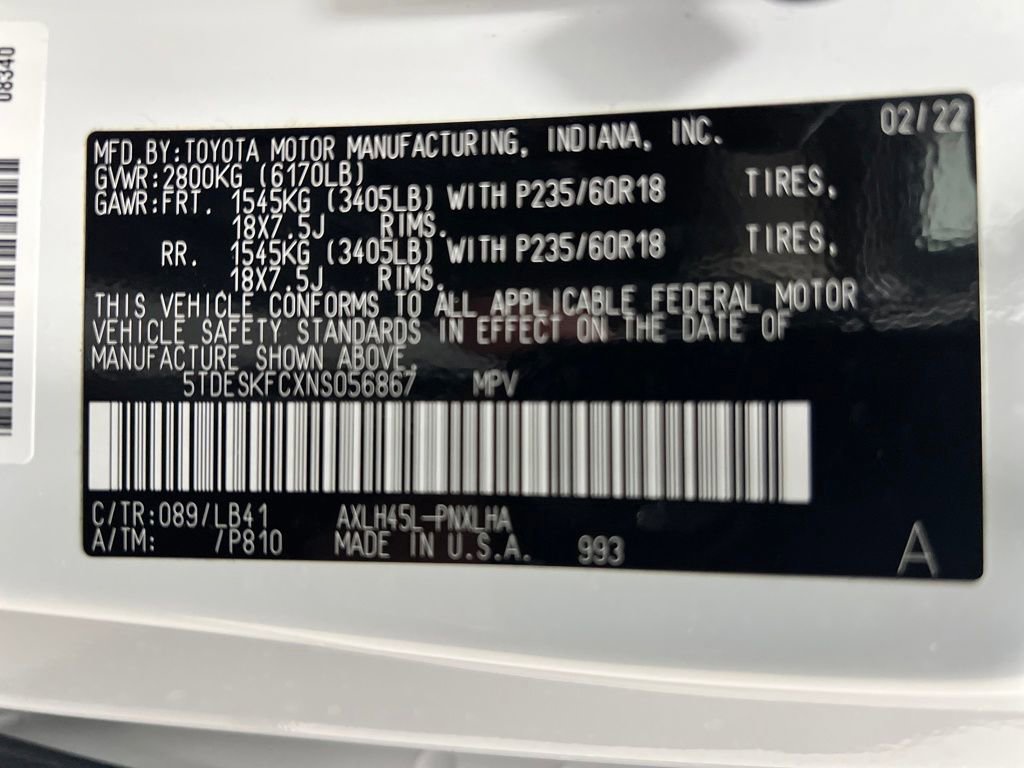 08340
02/22
MFD.BY:TOYOTA MOTOR MANUFACTURING, INDIANA, INC.
GVWR:2800KG (6170LB)
GAWR:FRT. 1545KG (3405LB) WITH P235/60R18 TIRES,
18X7.5J RIMS.
RR. 1545KG (3405LB) WITH P235/60R18 TIRES,
18X7.5J RIMS.
THIS VEHICLE CONFORMS TO ALL APPLICABLE FEDERAL MOTOR
VEHICLE SAFETY STANDARDS IN EFFECT ON THE DATE OF
MANUFACTURE SHOWN ABOVE.
5TDESKFCXNS056867 MPV
C/TR:089/LB41 AXLH45L-PNXLHA
A/TM: /P810 MADE IN U.S.A. 993
A